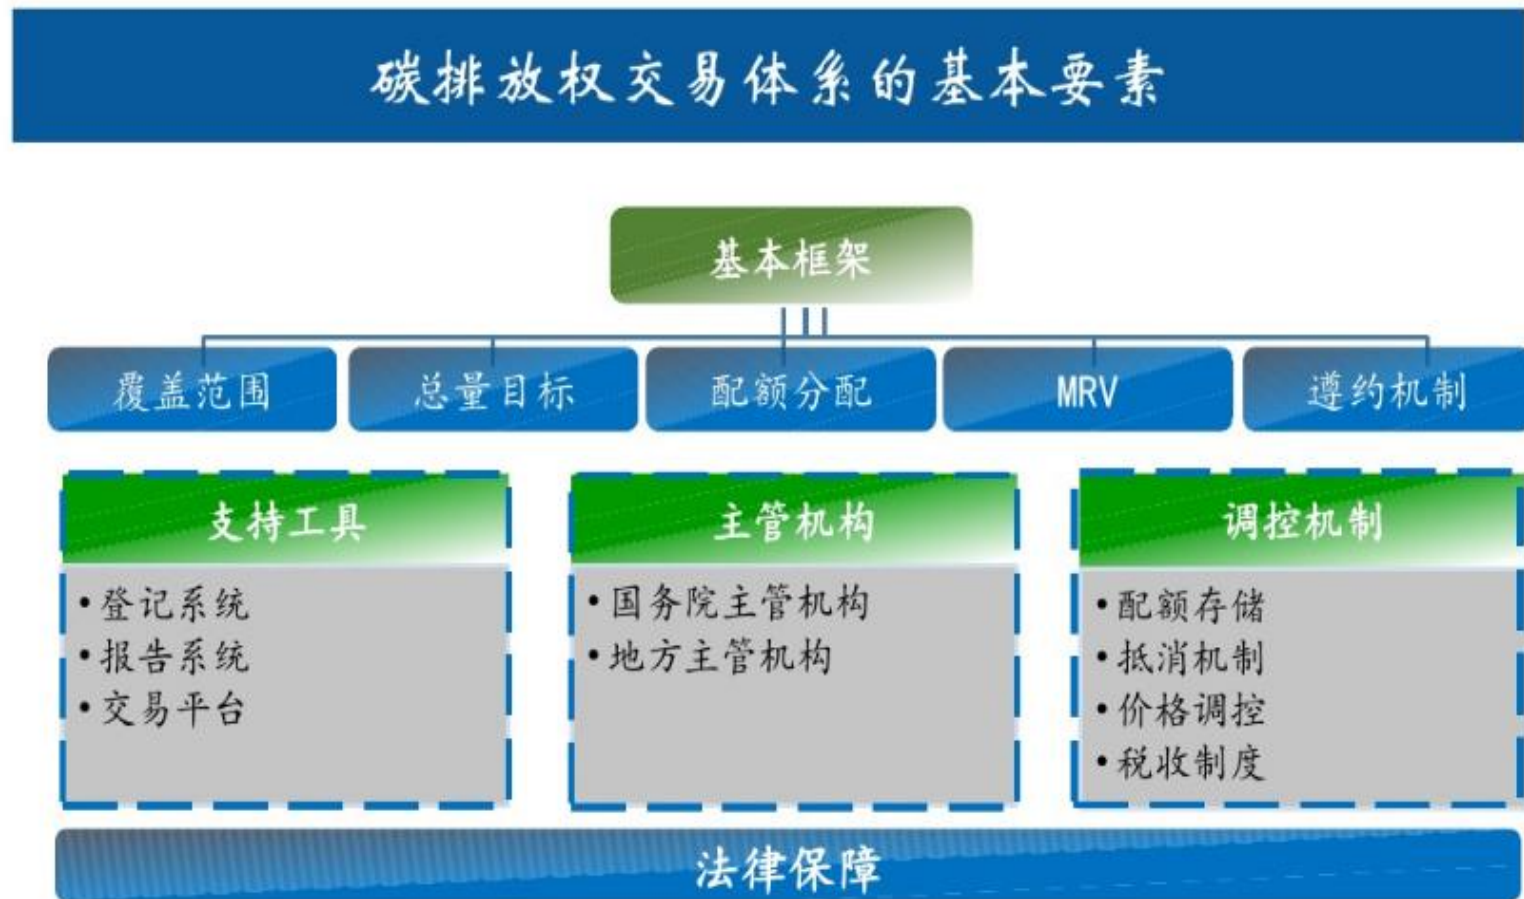 碳排放权交易体系的基本要素
基本框架
覆盖范围
总量目标
配额分配
MRV
遵约机制
支持工具
•登记系统
•报告系统
•交易平台
主管机构
•国务院主管机构
•地方主管机构
调控机制
•配额存储
•抵消机制
•价格调控
•税收制度
法律保障